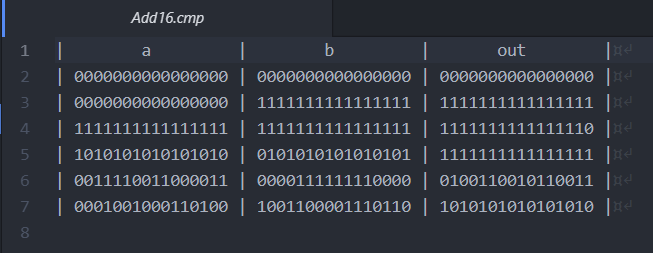 Add16.cmp
1 | a | b | out |¤↵
2 | 0000000000000000 | 0000000000000000 | 0000000000000000 |¤↵
3 | 0000000000000000 | 1111111111111111 | 1111111111111111 |¤↵
4 | 1111111111111111 | 1111111111111111 | 1111111111111110 |¤↵
5 | 1010101010101010 | 0101010101010101 | 1111111111111111 |¤↵
6 | 0011110011000011 | 0000111111110000 | 0100110010110011 |¤↵
7 | 0001001000110100 | 1001100001110110 | 1010101010101010 |¤↵
8